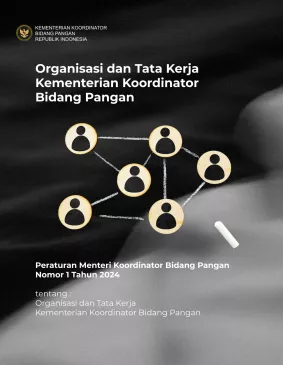 KEMENTERIAN KOORDINATOR
BIDANG PANGAN
REPUBLIK INDONESIA
Organisasi dan Tata Kerja
Kementerian Koordinator
Bidang Pangan
Peraturan Menteri Koordinator Bidang Pangan
Nomor 1 Tahun 2024
tentang :
Organisasi dan Tata Kerja
Kementerian Koordinator Bidang Pangan